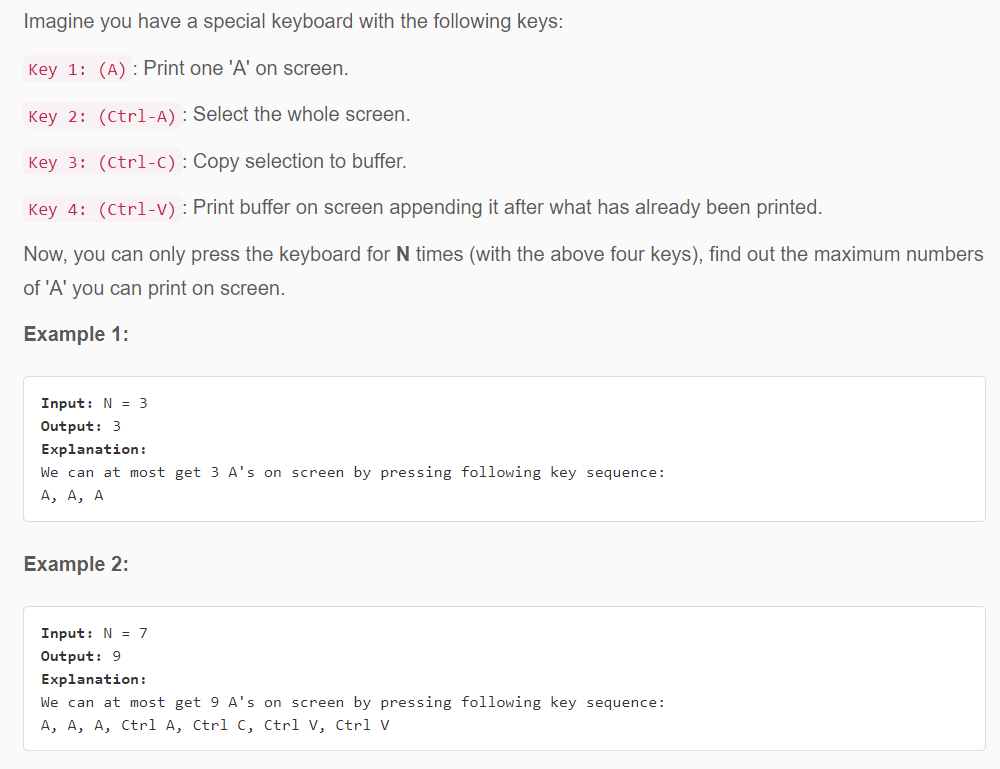 Imagine you have a special keyboard with the following keys:
Key 1: (A) : Print one 'A' on screen.
Key 2: (Ctrl-A) : Select the whole screen.
Key 3: (Ctrl-C) : Copy selection to buffer.
Key 4: (Ctrl-V) : Print buffer on screen appending it after what has already been printed.
Now, you can only press the keyboard for N times (with the above four keys), find out the maximum numbers
of 'A' you can print on screen.
Example 1:
Input: N = 3
Output: 3
Explanation:
We can at most get 3 A's on screen by pressing following key sequence:
A, A, A
Example 2:
Input: N = 7
Output: 9
Explanation:
We can at most get 9 A's on screen by pressing following key sequence:
A, A, A, Ctrl A, Ctrl C, Ctrl V, Ctrl V